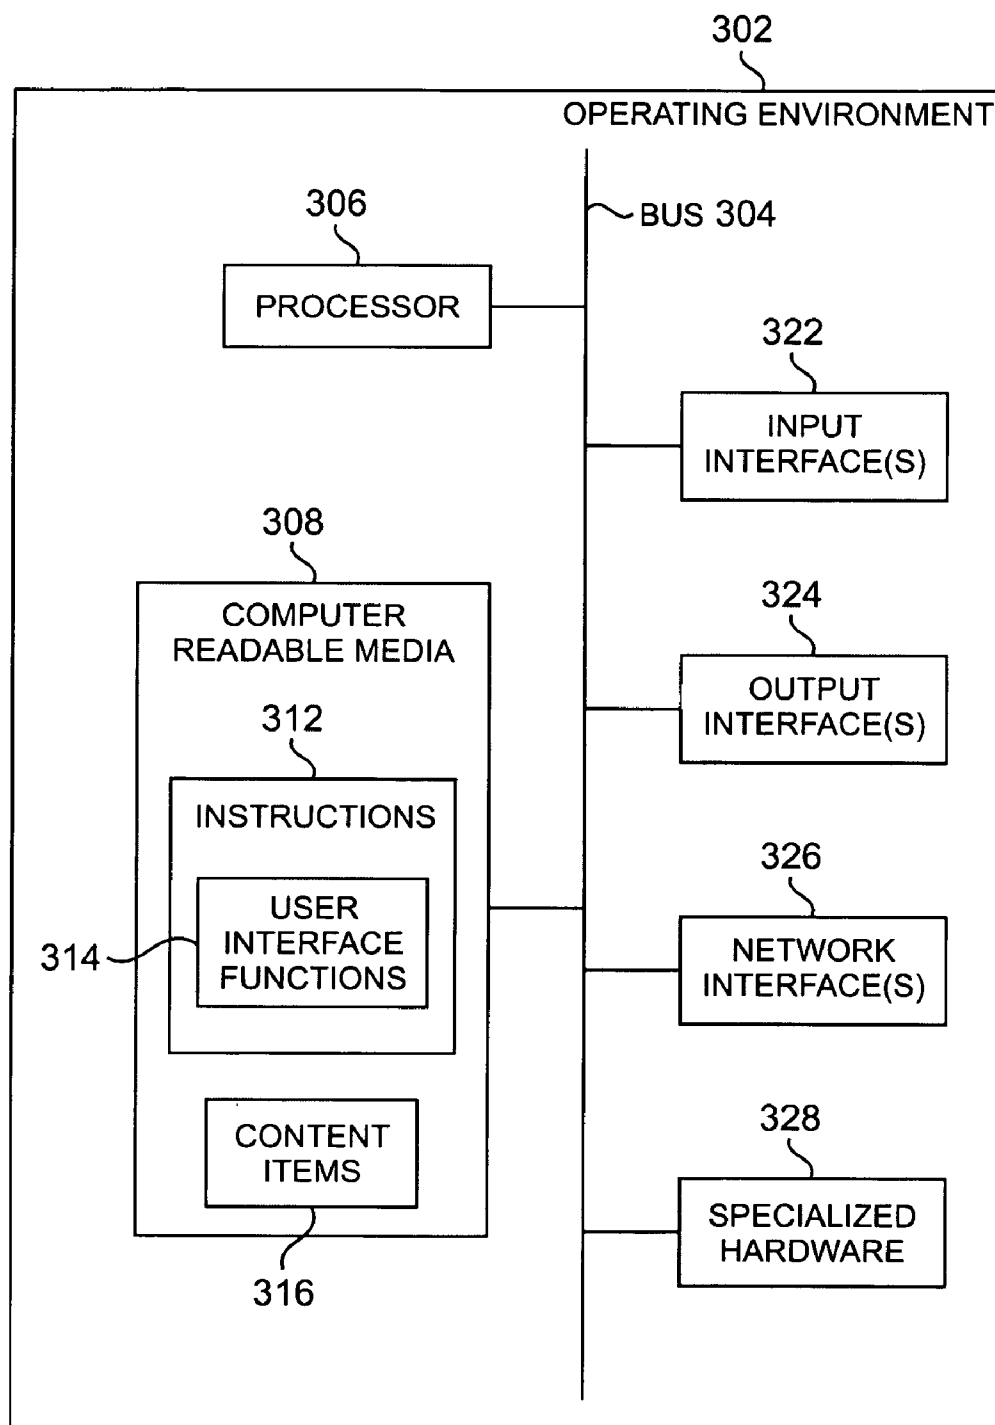 302
OPERATING ENVIRONMENT
306
BUS 304
PROCESSOR
322
INPUT
INTERFACE(S)
308
COMPUTER
READABLE MEDIA
324
OUTPUT
INTERFACE(S)
312
INSTRUCTIONS
326
USER
INTERFACE
FUNCTIONS
314
NETWORK
INTERFACE(S)
328
CONTENT
ITEMS
SPECIALIZED
HARDWARE
316